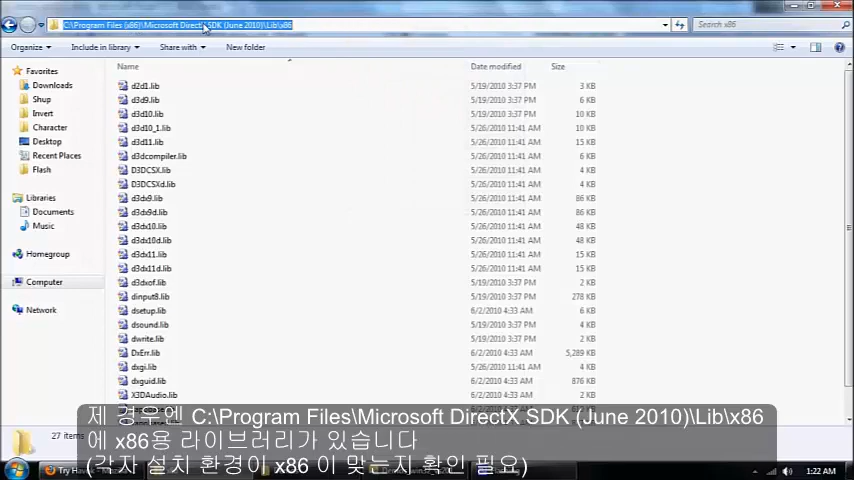 C:\Program Files (x86)\Microsoft DirectX SDK (June 2010)\Lib\x86
Search x86
Organize
Include in library
Share with
New folder
Name Date modified Size
Favorites
Downloads
Shup
Invert
Character
Desktop
Recent Places
Flash
Libraries
Documents
Music
Homegroup
Computer
Network
d2d1.lib 5/19/2010 3:37 PM 3 KB
d3d9.lib 5/19/2010 3:37 PM 6 KB
d3d10.lib 5/19/2010 3:37 PM 10 KB
d3d10_1.lib 5/26/2010 11:41 AM 10 KB
d3d11.lib 5/26/2010 11:41 AM 15 KB
d3dcompiler.lib 5/26/2010 11:41 AM 6 KB
D3DCSX.lib 5/26/2010 11:41 AM 4 KB
D3DCSXd.lib 5/26/2010 11:41 AM 4 KB
d3dx9.lib 5/26/2010 11:41 AM 86 KB
d3dx9d.lib 5/26/2010 11:41 AM 86 KB
d3dx10.lib 5/26/2010 11:41 AM 48 KB
d3dx10d.lib 5/26/2010 11:41 AM 48 KB
d3dx11.lib 5/26/2010 11:41 AM 15 KB
d3dx11d.lib 5/26/2010 11:41 AM 15 KB
d3dxof.lib 5/19/2010 3:37 PM 2 KB
dinput8.lib 5/19/2010 3:37 PM 278 KB
dsetup.lib 6/2/2010 4:33 AM 6 KB
dsound.lib 5/19/2010 3:37 PM 4 KB
dwrite.lib 5/19/2010 3:37 PM 2 KB
DxErr.lib 6/2/2010 4:33 AM 5,289 KB
dxgi.lib 5/26/2010 11:41 AM 4 KB
dxguid.lib 6/2/2010 4:33 AM 876 KB
X3DAudio.lib 6/2/2010 4:33 AM 4 KB
제 경우엔 C:\Program Files\Microsoft DirectX SDK (June 2010)\Lib\x86
에 x86용 라이브러리가 있습니다
(각자 설치 환경이 x86 이 맞는지 확인 필요)
27 items
1:22 AM